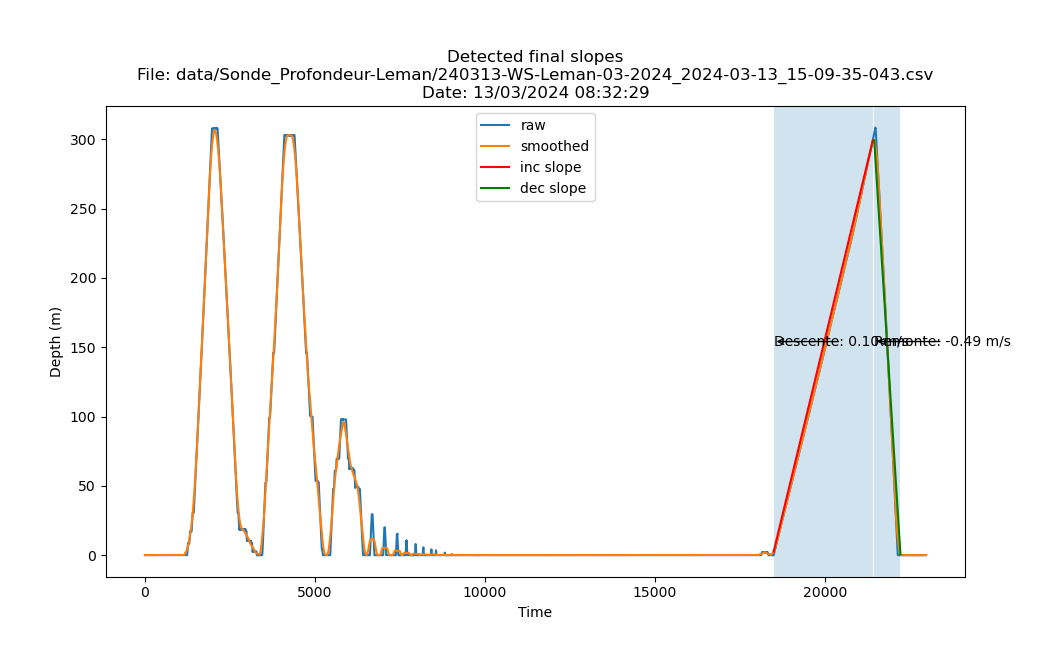 Detected final slopes
File: data/Sonde_Profondeur-Leman/240313-WS-Leman-03-2024_2024-03-13_15-09-35-043.csv
Date: 13/03/2024 08:32:29
raw
smoothed
inc slope
dec slope
300
250
200
150
100
50
0
Depth (m)
Descente: 0.10 m/s
Remonte: -0.49 m/s
0
5000
10000
15000
20000
Time